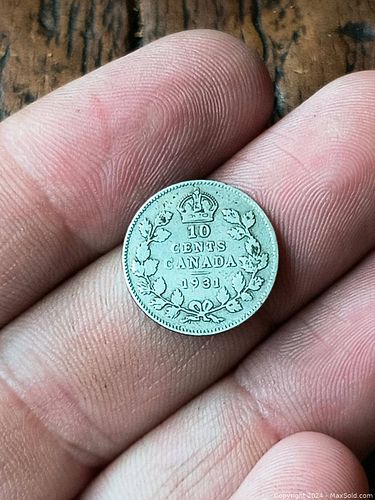 10
CENTS
CANADA
1931
Copyright 2024 - MaxSold.com